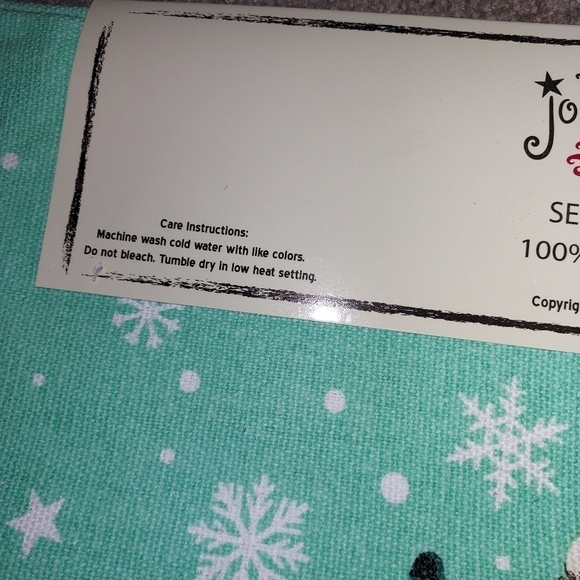 Jo
SE
100%
Care Instructions:
Machine wash cold water with like colors.
Do not bleach. Tumble dry in low heat setting.
Copyrig